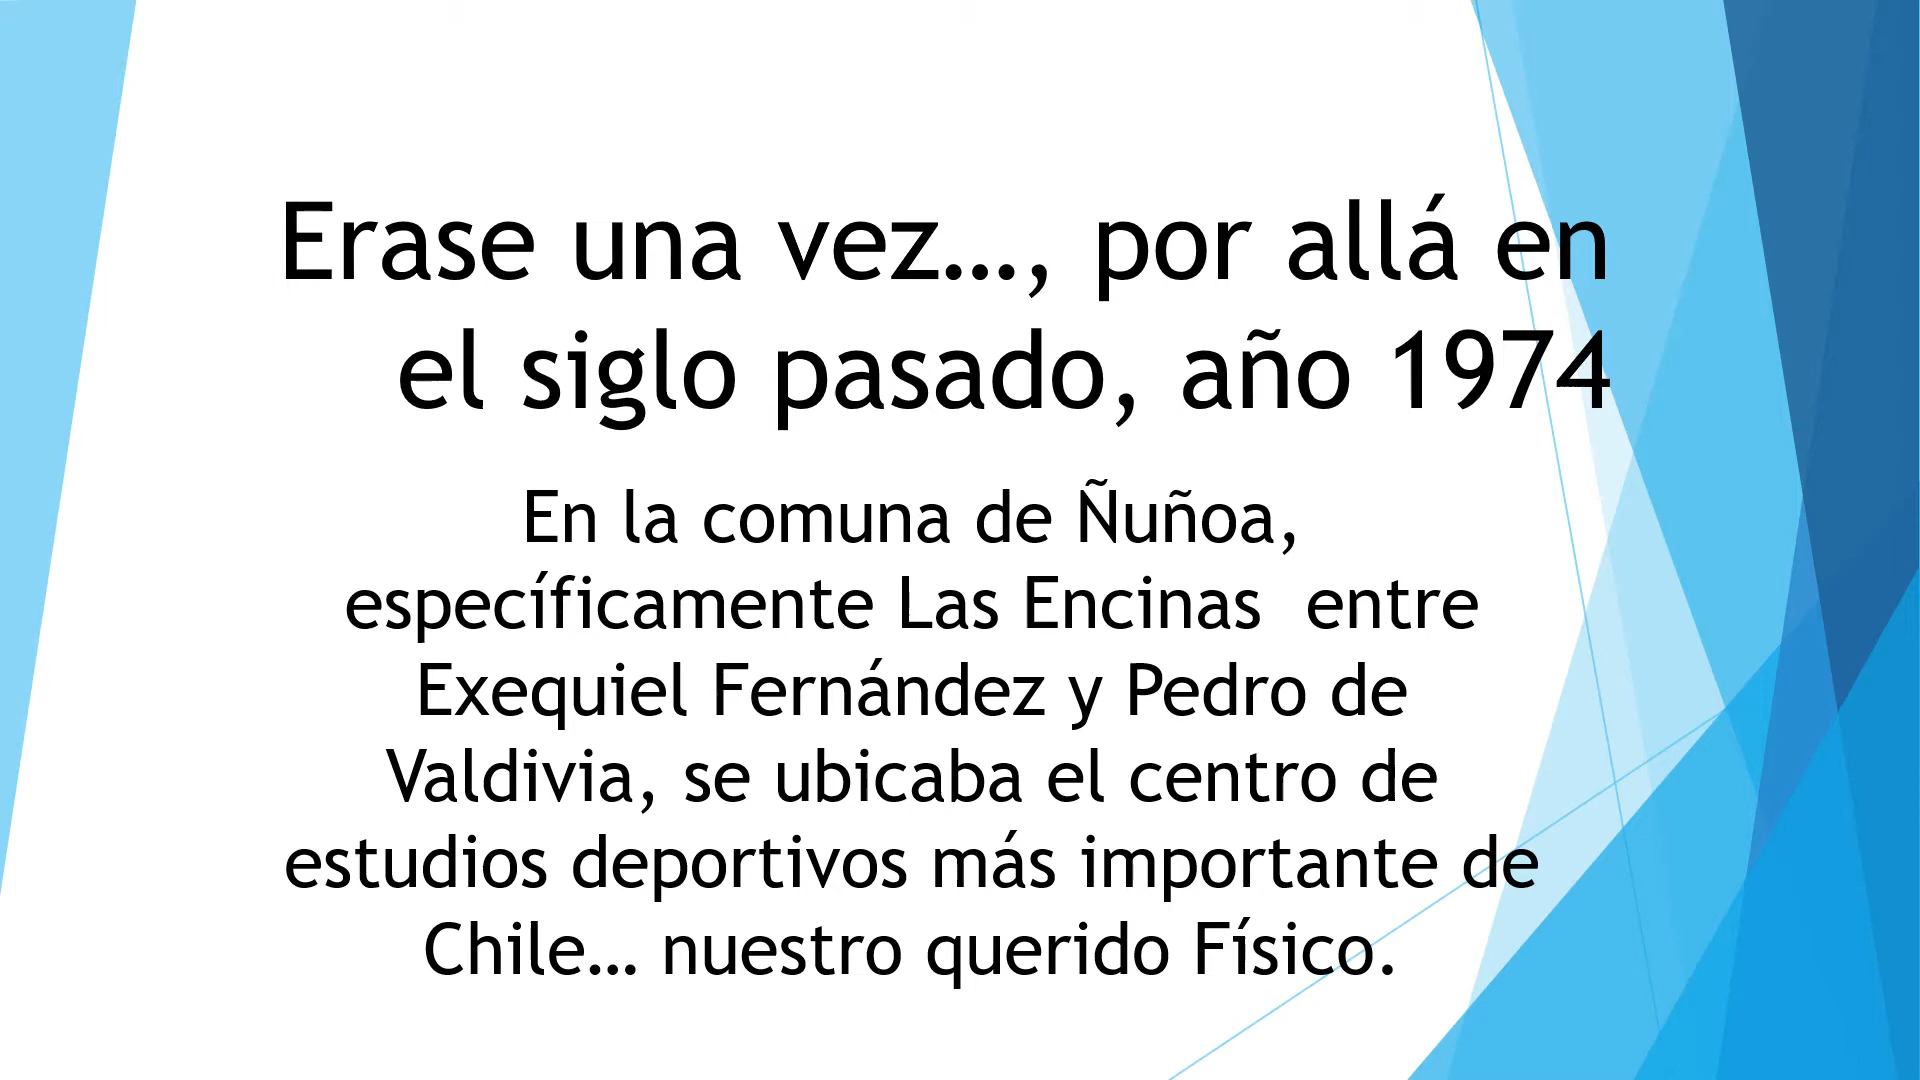 Erase una vez…, por allá en
el siglo pasado, año 1974
En la comuna de Ñuñoa,
específicamente Las Encinas  entre
Exequiel Fernández y Pedro de
Valdivia, se ubicaba el centro de
estudios deportivos más importante de
Chile… nuestro querido Físico.